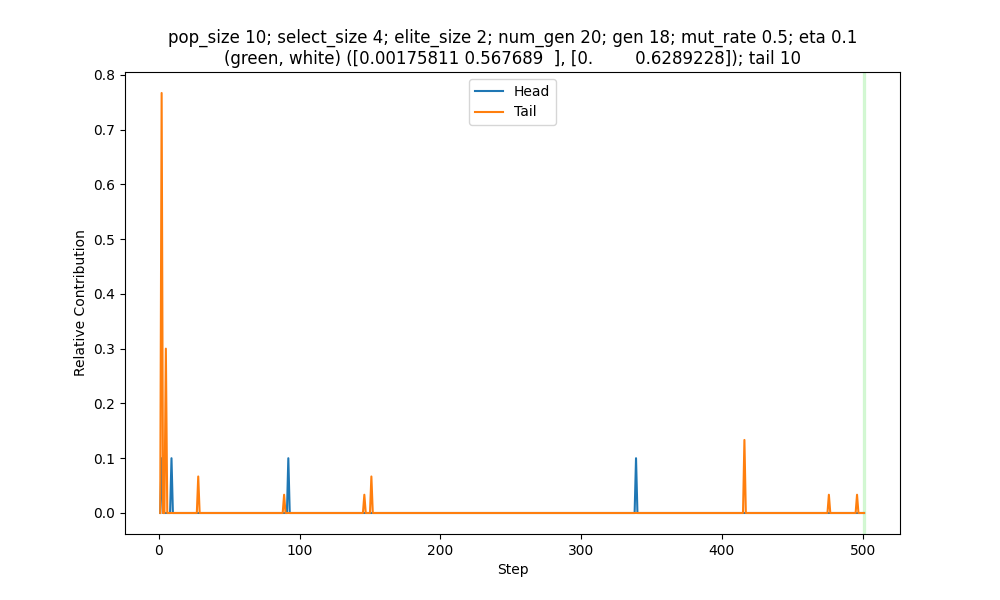 pop_size 10; select_size 4; elite_size 2; num_gen 20; gen 18; mut_rate 0.5; eta 0.1
(green, white) ([0.00175811 0.567689  ], [0.        0.6289228]); tail 10
Head
Tail
0.8
0.7
0.6
0.5
0.4
0.3
0.2
0.1
0.0
Relative Contribution
0 100 200 300 400 500
Step